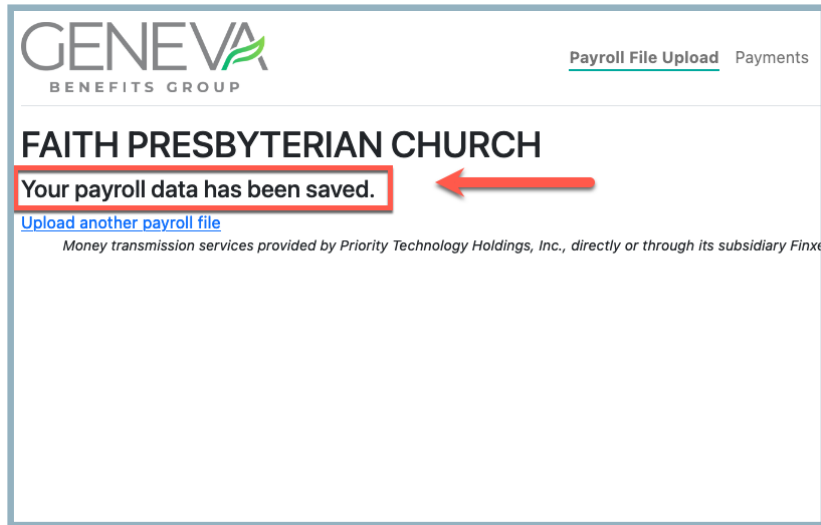 GENEVA
BENEFITS GROUP
Payroll File Upload Payments
FAITH PRESBYTERIAN CHURCH
Your payroll data has been saved.
Upload another payroll file
Money transmission services provided by Priority Technology Holdings, Inc., directly or through its subsidiary Finxe